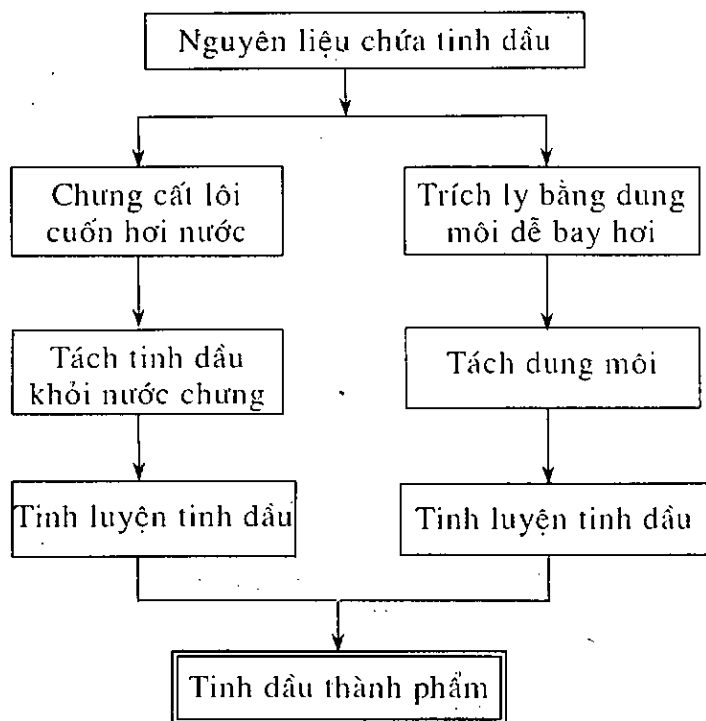 Nguyên liệu chứa tinh dầu
Chưng cất lôi
cuốn hơi nước
Trích ly bằng dung
môi dễ bay hơi
Tách tinh dầu
khỏi nước chưng
Tách dung môi
Tinh luyện tinh dầu
Tinh luyện tinh dầu
Tinh dầu thành phẩm